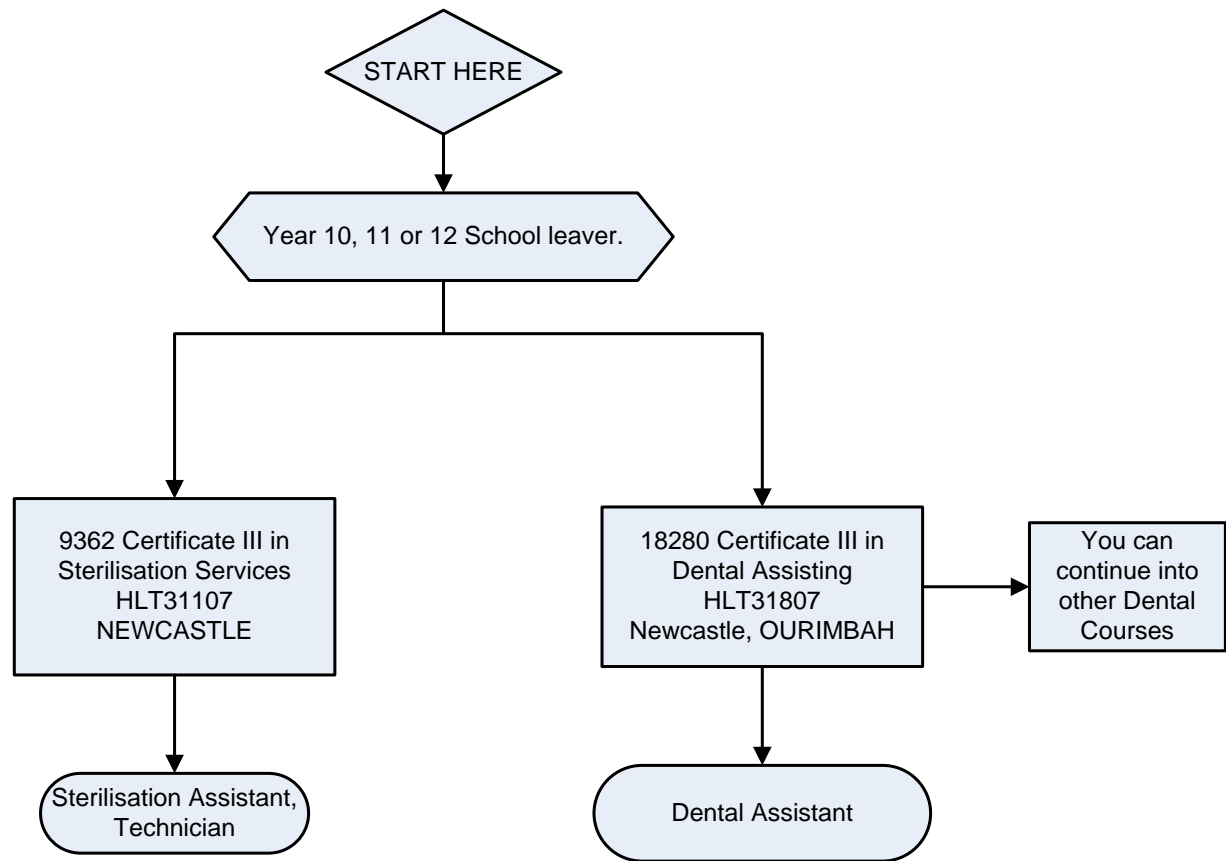 START HERE
Year 10, 11 or 12 School leaver.
9362 Certificate III in
Sterilisation Services
HLT31107
NEWCASTLE
18280 Certificate III in
Dental Assisting
HLT31807
Newcastle, OURIMBAH
You can
continue into
other Dental
Courses
Sterilisation Assistant,
Technician
Dental Assistant